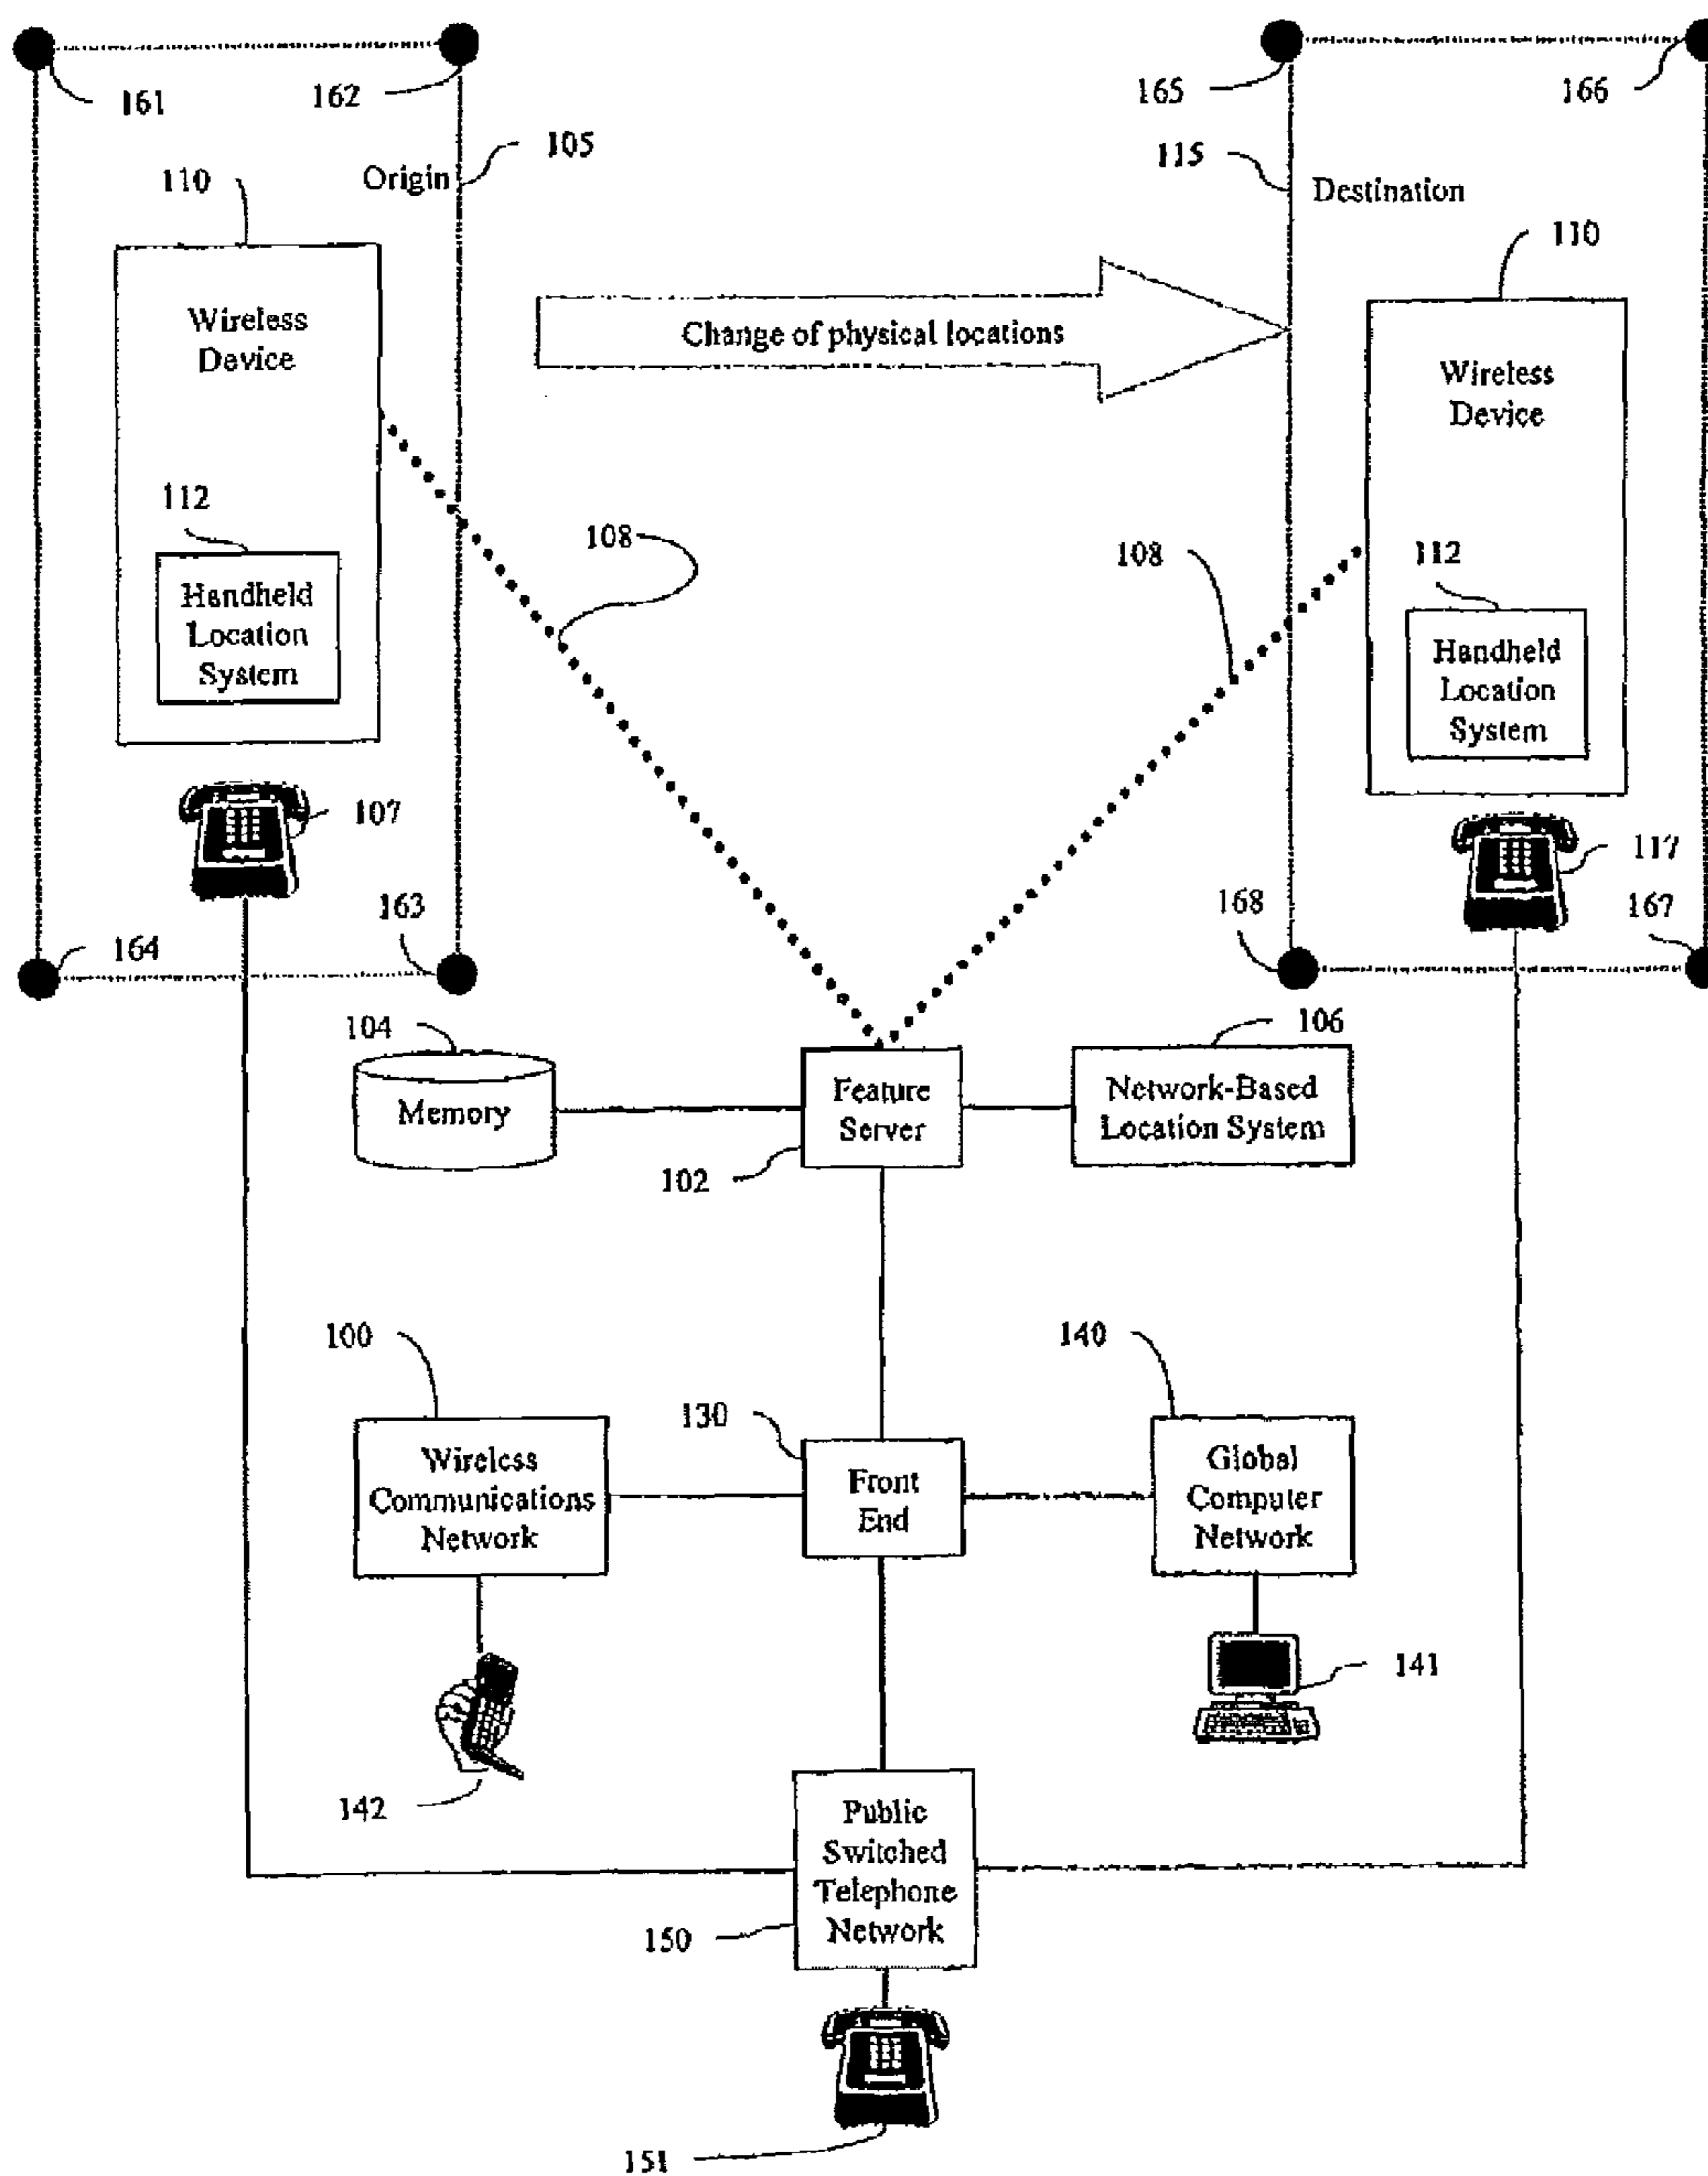 161
162
165
166
105
115
Origin
Destination
110
110
Wireless
Device
Change of physical locations
Wireless
Device
112
108
108
112
Handheld
Location
System
Handheld
Location
System
107
117
163
168
167
164
104
106
Memory
Feature
Server
Network-Based
Location System
102
100
140
130
Wireless
Communications
Network
Front
End
Global
Computer
Network
141
142
Public
Switched
Telephone
Network
150
151